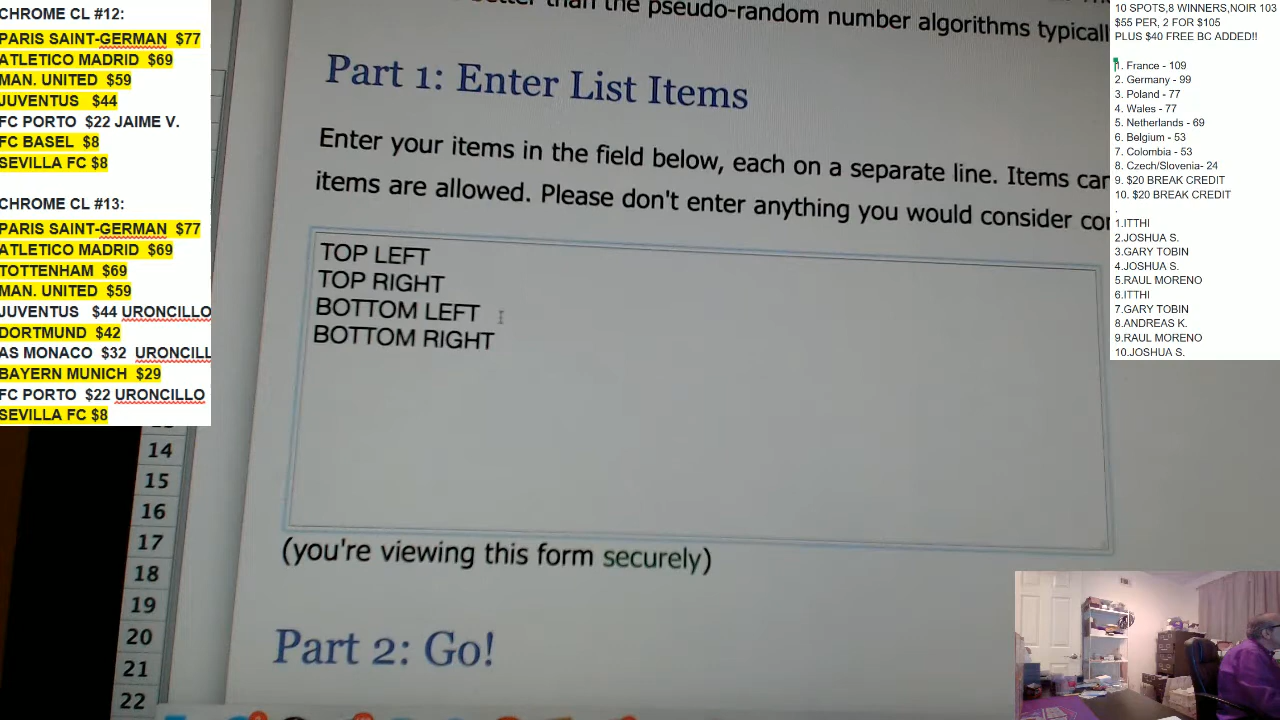 CHROME CL #12:
PARIS SAINT-GERMAN $77
ATLETICO MADRID $69
MAN. UNITED $59
JUVENTUS $44
FC PORTO $22 JAIME V.
FC BASEL $8
SEVILLA FC $8
CHROME CL #13:
PARIS SAINT-GERMAN $77
ATLETICO MADRID $69
TOTTENHAM $69
MAN. UNITED $59
JUVENTUS $44 URONCILLO
DORTMUND $42
AS MONACO $32 URONCILL
BAYERN MUNICH $29
FC PORTO $22 URONCILLO
SEVILLA FC $8
14
15
16
17
18
19
20
21
22
than the pseudo-random number algorithms typicall
Part 1: Enter List Items
Enter your items in the field below, each on a separate line. Items can
items are allowed. Please don't enter anything you would consider co
TOP LEFT
TOP RIGHT
BOTTOM LEFT
BOTTOM RIGHT
(you're viewing this form securely)
Part 2: Go!
10 SPOTS,8 WINNERS,NOIR 103
$55 PER, 2 FOR $105
PLUS $40 FREE BC ADDED!!
1. France - 109
2. Germany - 99
3. Poland - 77
4. Wales - 77
5. Netherlands - 69
6. Belgium - 53
7. Colombia - 53
8. Czech/Slovenia- 24
9. $20 BREAK CREDIT
10. $20 BREAK CREDIT
.
1.ITTHI
2.JOSHUA S.
3.GARY TOBIN
4.JOSHUA S.
5.RAUL MORENO
6.ITTHI
7.GARY TOBIN
8.ANDREAS K.
9.RAUL MORENO
10.JOSHUA S.